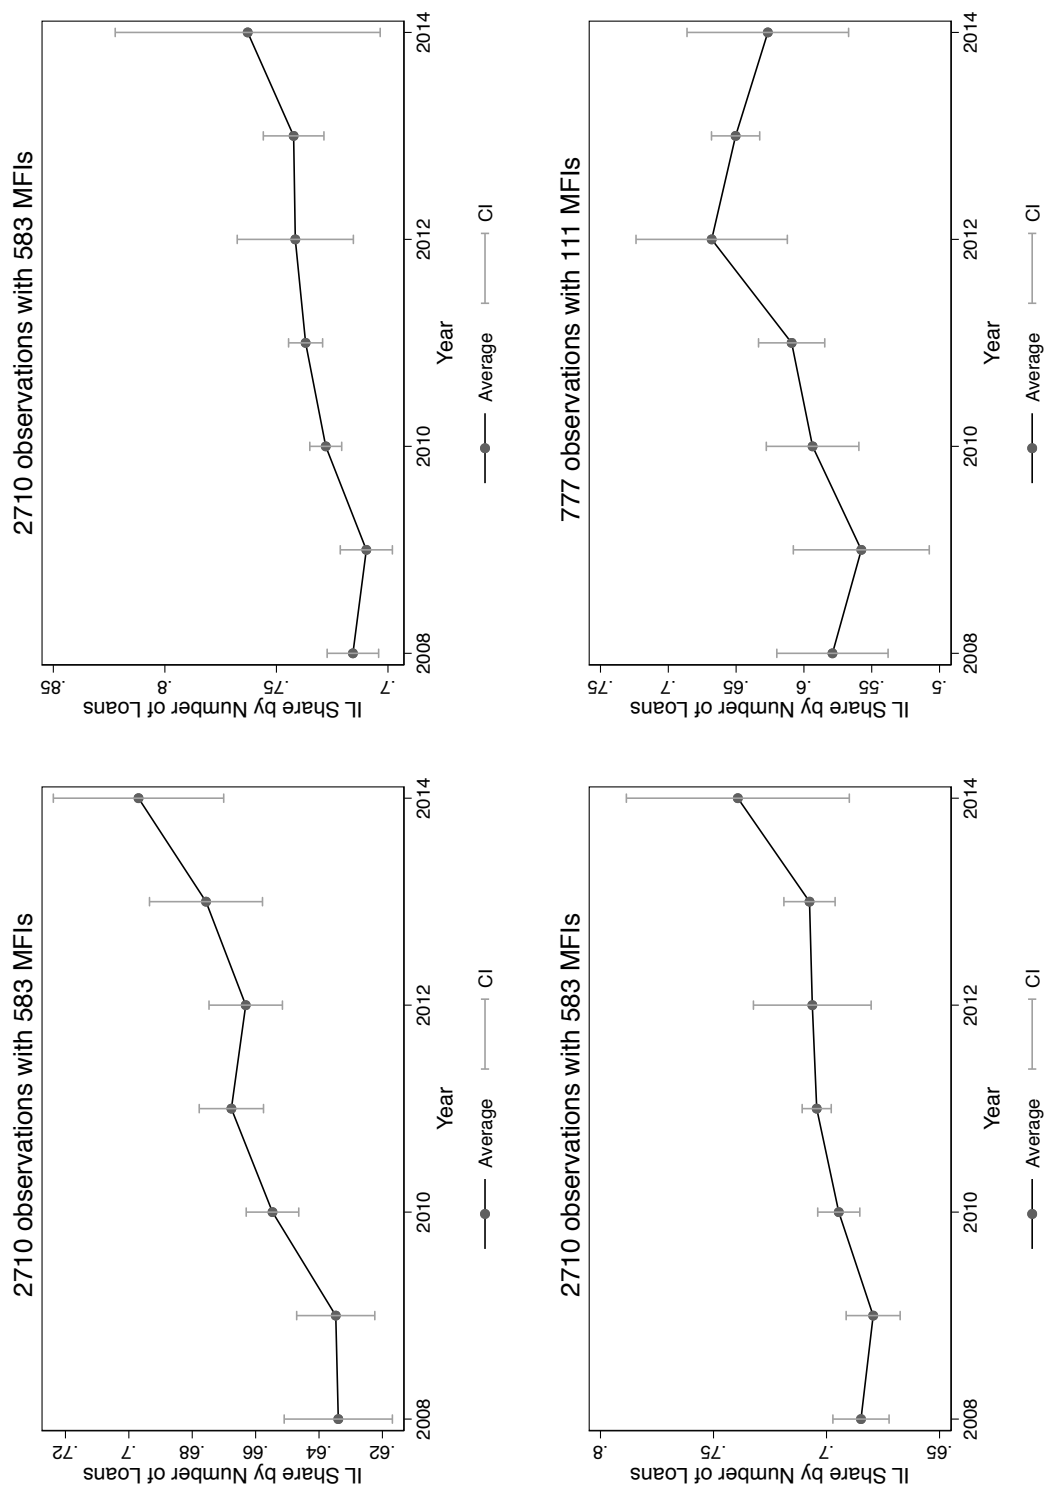 2710 observations with 583 MFIs
IL Share by Number of Loans
.72
.7
.68
.66
.64
.62
2008 2010 2012 2014
Year
Average CI
2710 observations with 583 MFIs
IL Share by Number of Loans
.85
.8
.75
.7
2008 2010 2012 2014
Year
Average CI
2710 observations with 583 MFIs
IL Share by Number of Loans
.8
.75
.7
.65
2008 2010 2012 2014
Year
Average CI
777 observations with 111 MFIs
IL Share by Number of Loans
.75
.7
.65
.6
.55
.5
2008 2010 2012 2014
Year
Average CI